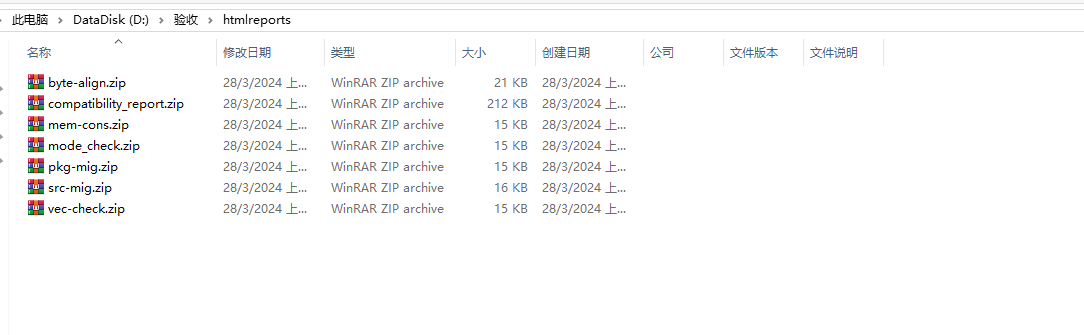 此电脑 > DataDisk (D:) > 验收 > htmlreports
名称 修改日期 类型 大小 创建日期 公司 文件版本 文件说明
byte-align.zip 28/3/2024 上... WinRAR ZIP archive 21 KB 28/3/2024 上...
compatibility_report.zip 28/3/2024 上... WinRAR ZIP archive 212 KB 28/3/2024 上...
mem-cons.zip 28/3/2024 上... WinRAR ZIP archive 15 KB 28/3/2024 上...
mode_check.zip 28/3/2024 上... WinRAR ZIP archive 15 KB 28/3/2024 上...
pkg-mig.zip 28/3/2024 上... WinRAR ZIP archive 15 KB 28/3/2024 上...
src-mig.zip 28/3/2024 上... WinRAR ZIP archive 16 KB 28/3/2024 上...
vec-check.zip 28/3/2024 上... WinRAR ZIP archive 15 KB 28/3/2024 上...